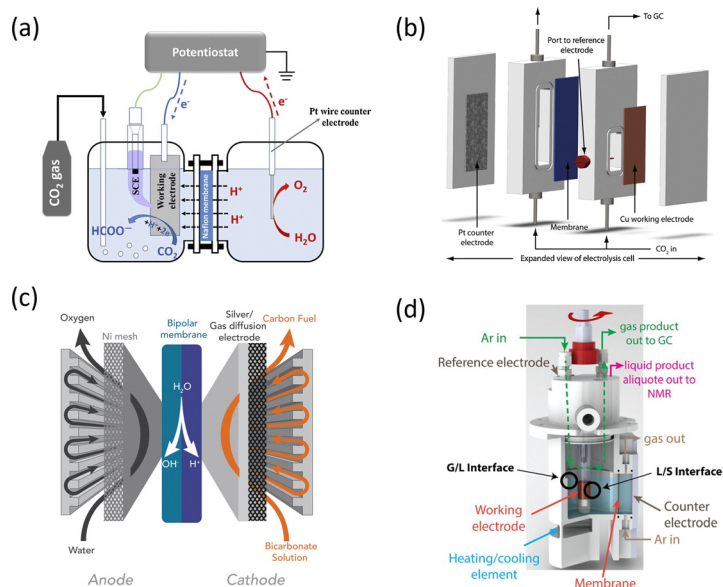 (a)
Potentiostat
e⁻
e⁻
Pt wire counter
electrode
CO₂ gas
SCE
Working
electrode
Nafion membrane
H⁺
H⁺
O₂
H₂O
HCOO⁻
+H⁺+2e⁻
CO₂
(b)
To GC
Port to reference
electrode
Pt counter
electrode
Membrane
Cu working electrode
CO₂ in
Expanded view of electrolysis cell
(c)
Oxygen
Ni mesh
Bipolar
membrane
Silver/
Gas diffusion
electrode
Carbon Fuel
H₂O
OH⁻
H⁺
Water
Bicarbonate
Solution
Anode
Cathode
(d)
Ar in
gas product
out to GC
Reference electrode
liquid product
aliquote out to
NMR
gas out
G/L Interface
L/S Interface
Working
electrode
Counter
electrode
Heating/cooling
element
Ar in
Membrane